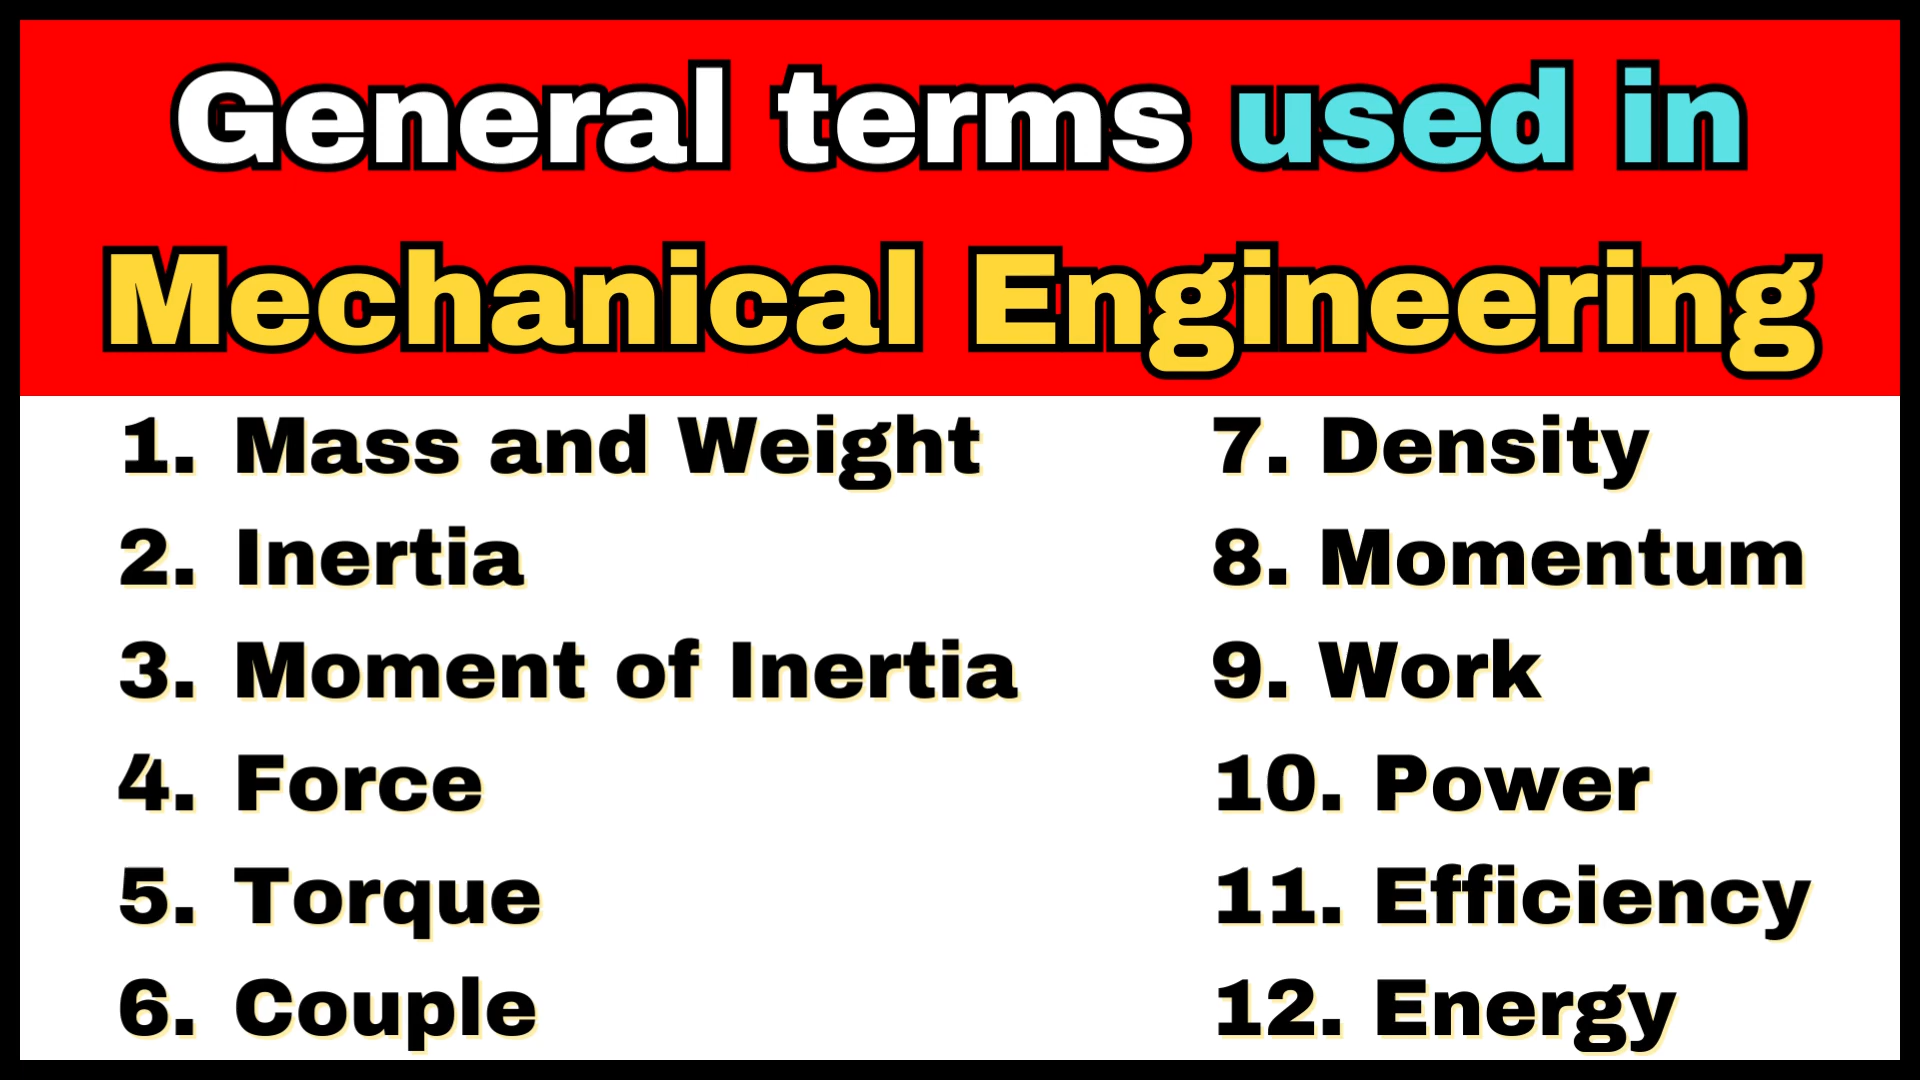 General terms used in
Mechanical Engineering
1. Mass and Weight
2. Inertia
3. Moment of Inertia
4. Force
5. Torque
6. Couple
7. Density
8. Momentum
9. Work
10. Power
11. Efficiency
12. Energy